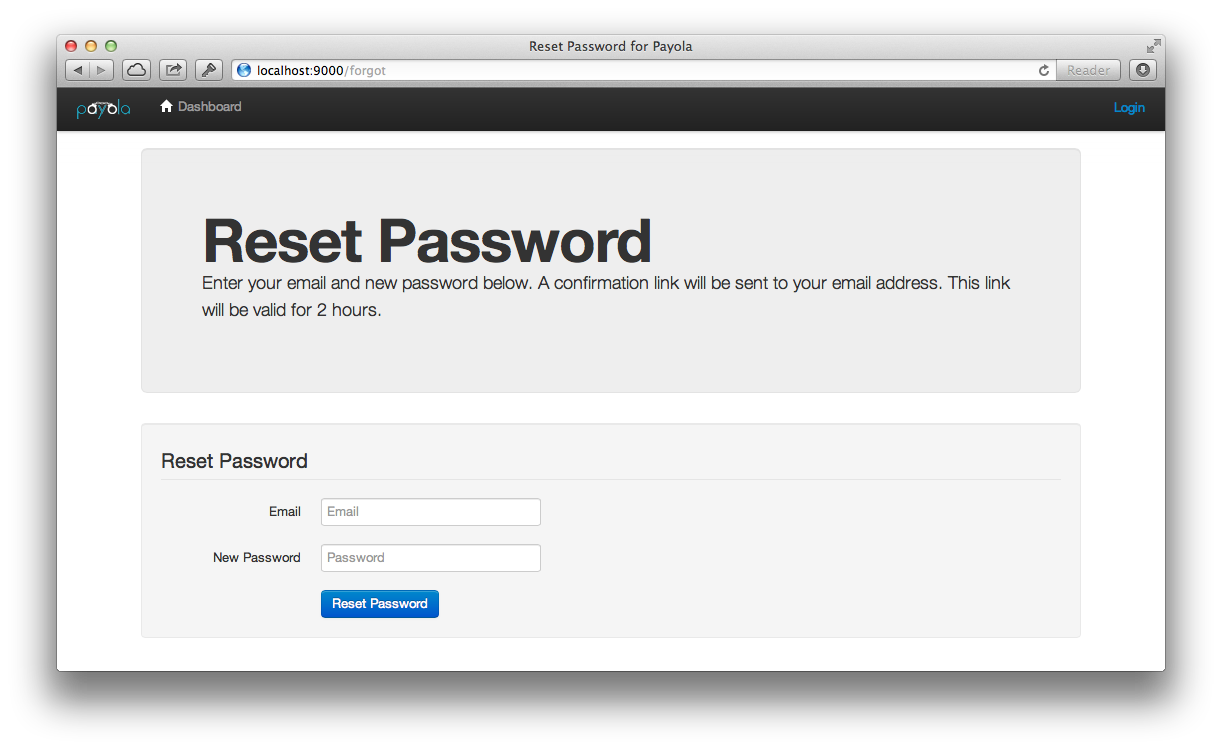 Reset Password for Payola
localhost:9000/forgot
Reader
payola
Dashboard
Login
Reset Password
Enter your email and new password below. A confirmation link will be sent to your email address. This link
will be valid for 2 hours.
Reset Password
Email Email
New Password Password
Reset Password